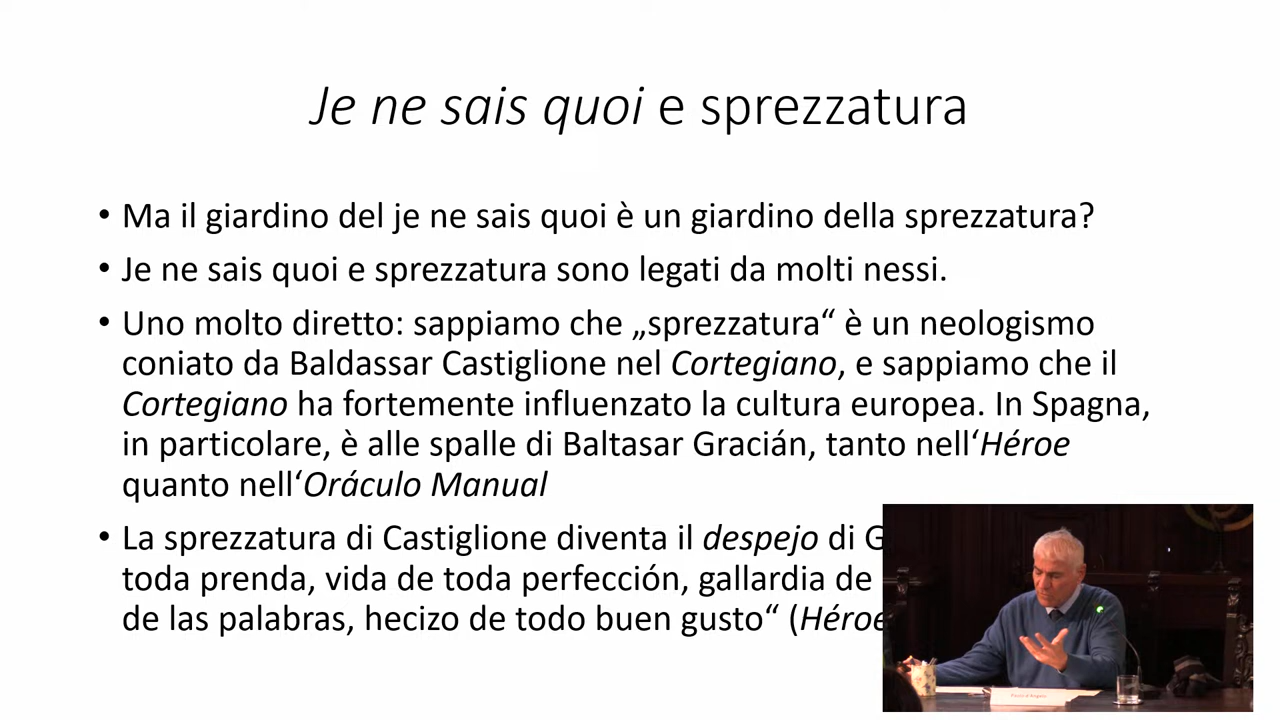 Je ne sais quoi e sprezzatura
• Ma il giardino del je ne sais quoi è un giardino della sprezzatura?
• Je ne sais quoi e sprezzatura sono legati da molti nessi.
• Uno molto diretto: sappiamo che „sprezzatura“ è un neologismo
coniato da Baldassar Castiglione nel Cortegiano, e sappiamo che il
Cortegiano ha fortemente influenzato la cultura europea. In Spagna,
in particolare, è alle spalle di Baltasar Gracián, tanto nell‘Héroe
quanto nell‘Oráculo Manual
• La sprezzatura di Castiglione diventa il despejo di
toda prenda, vida de toda perfección, gallardia de
de las palabras, hecizo de todo buen gusto“ (Héroe